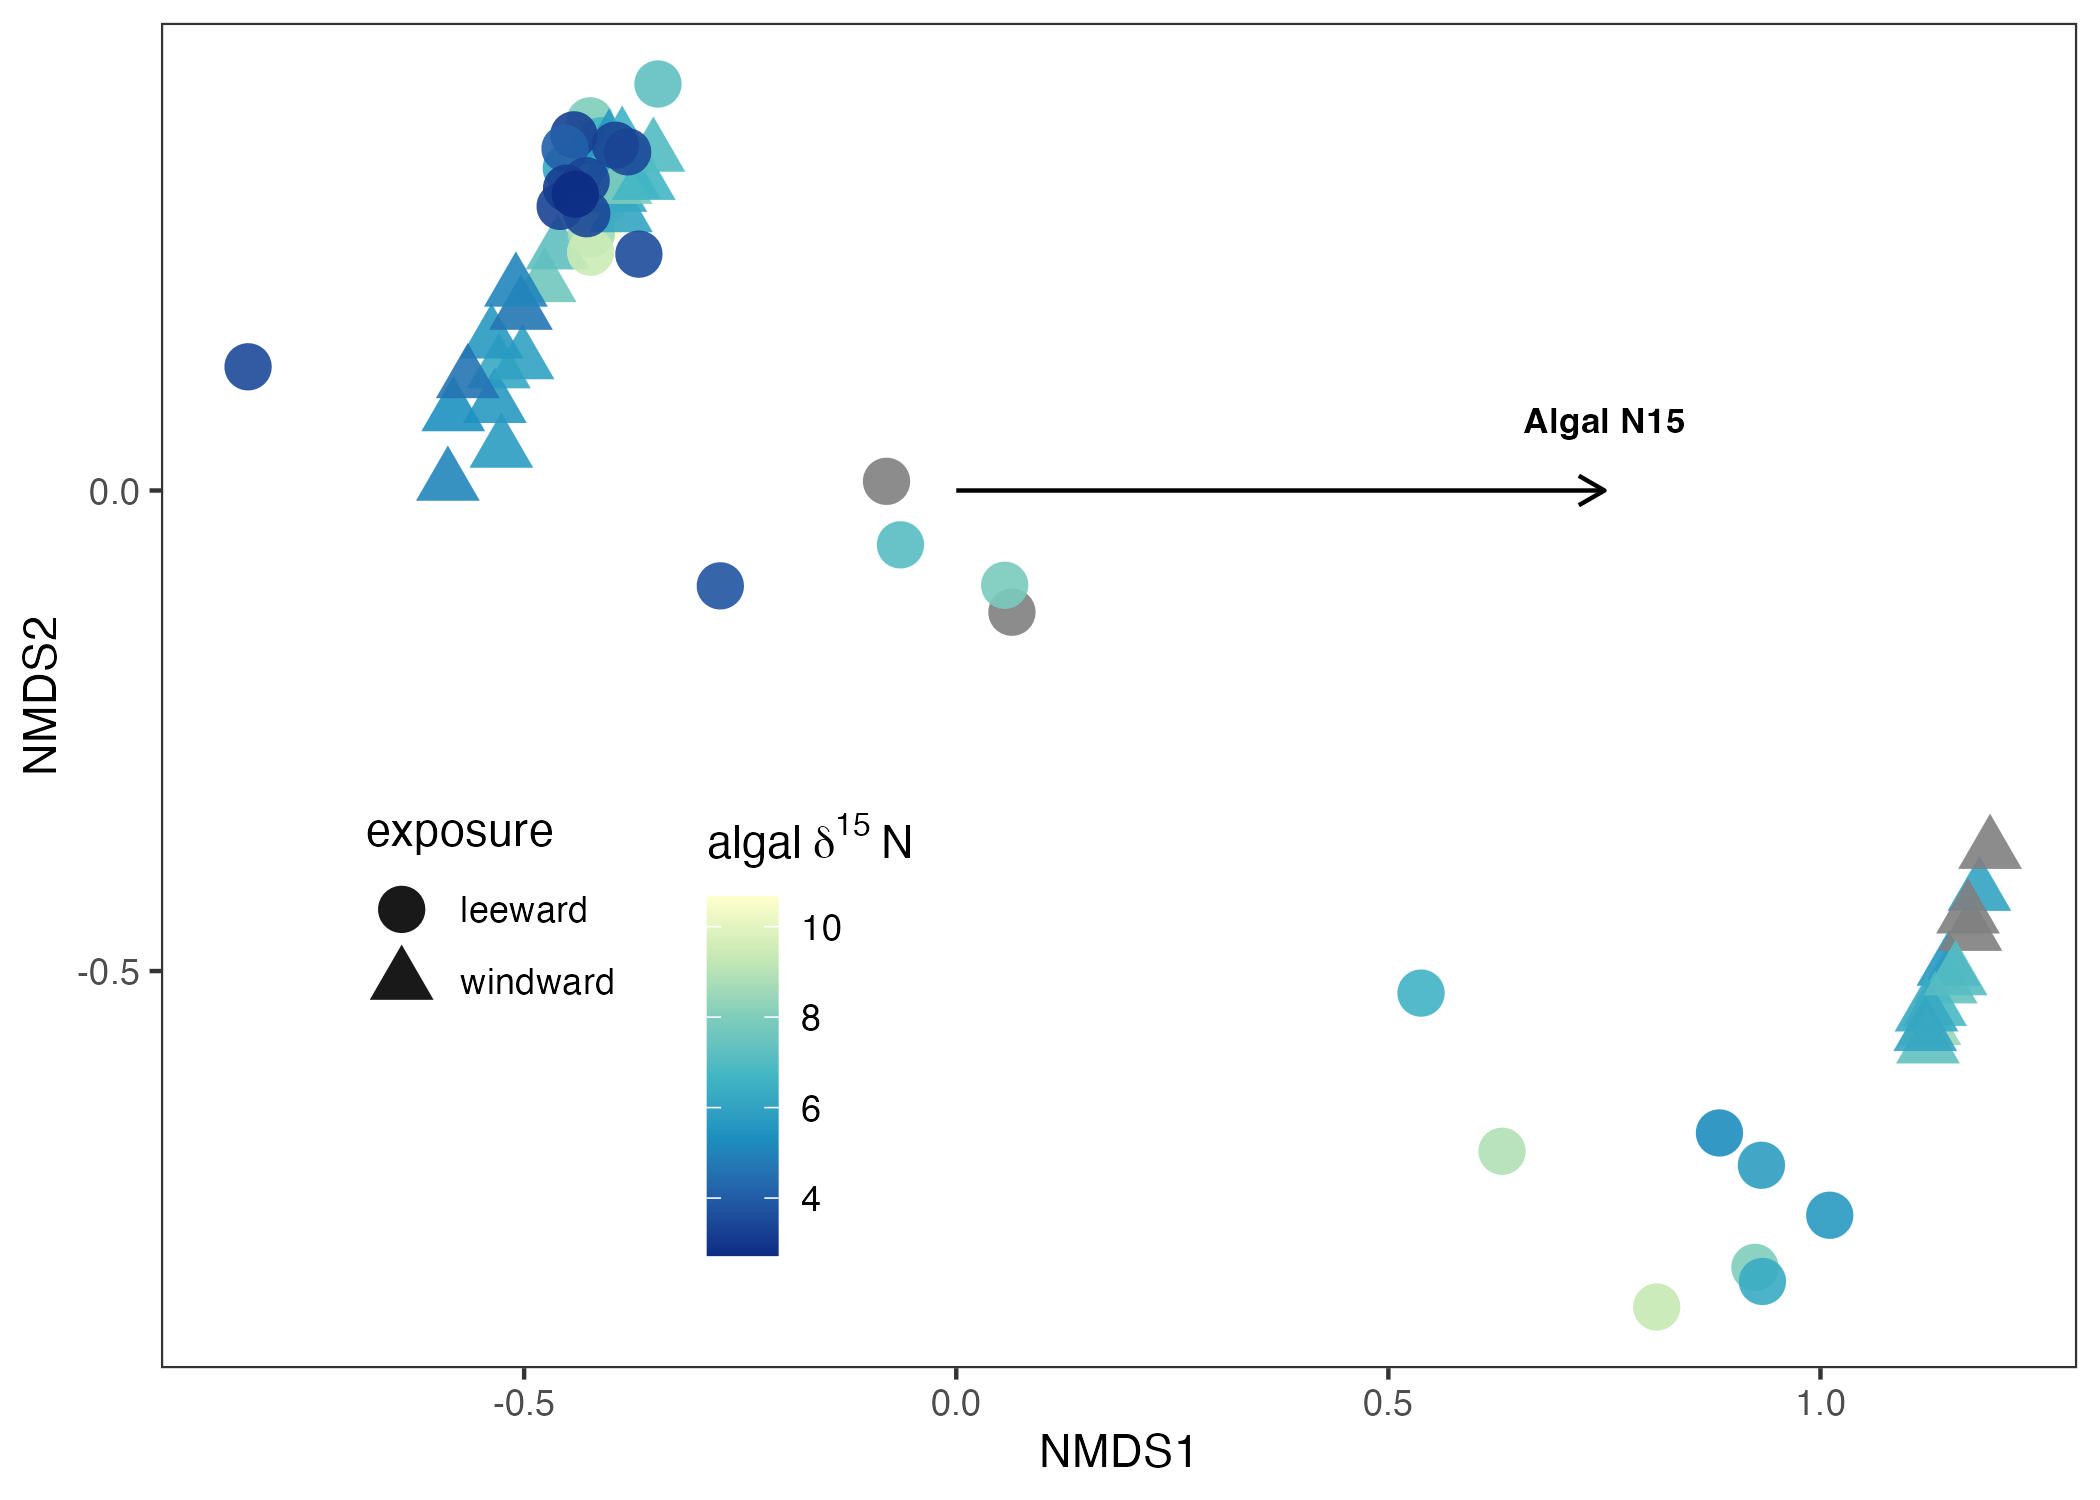 Algal N15
0.0
-0.5
NMDS2
exposure
leeward
windward
algal δ¹⁵ N
10
8
6
4
-0.5
0.0
0.5
1.0
NMDS1